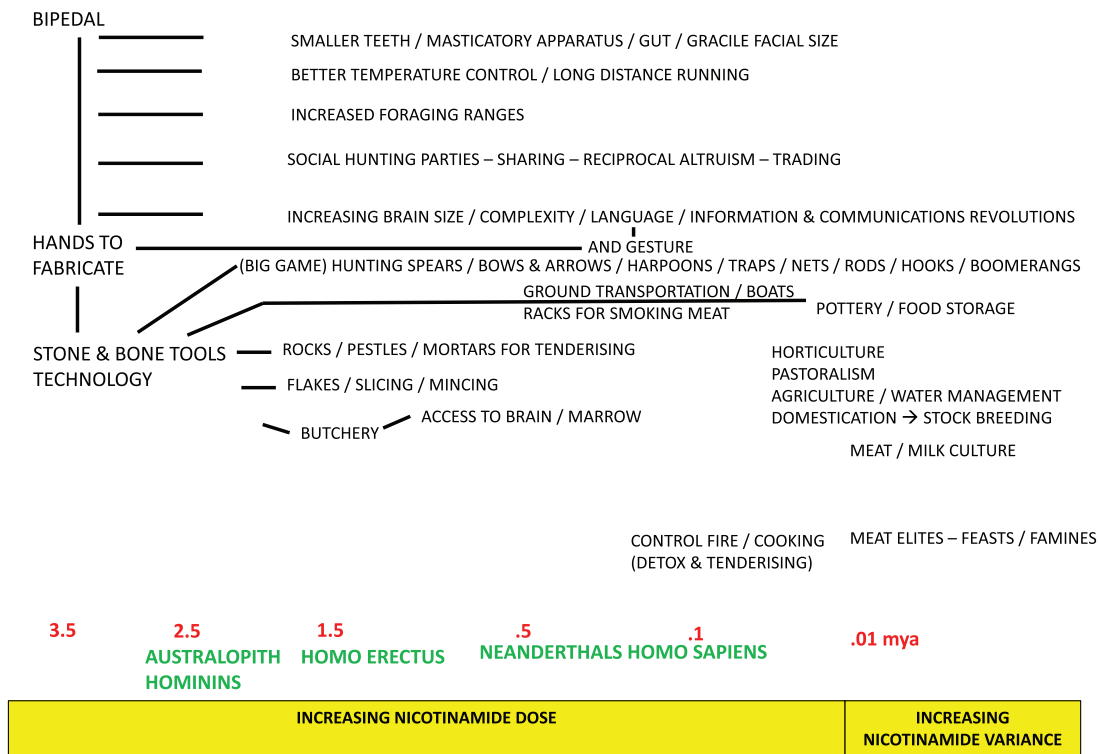 BIPEDAL
SMALLER TEETH / MASTICATORY APPARATUS / GUT / GRACILE FACIAL SIZE
BETTER TEMPERATURE CONTROL / LONG DISTANCE RUNNING
INCREASED FORAGING RANGES
SOCIAL HUNTING PARTIES – SHARING – RECIPROCAL ALTRUISM – TRADING
INCREASING BRAIN SIZE / COMPLEXITY / LANGUAGE / INFORMATION & COMMUNICATIONS REVOLUTIONS
HANDS TO
FABRICATE
AND GESTURE
(BIG GAME) HUNTING SPEARS / BOWS & ARROWS / HARPOONS / TRAPS / NETS / RODS / HOOKS / BOOMERANGS
GROUND TRANSPORTATION / BOATS
RACKS FOR SMOKING MEAT
POTTERY / FOOD STORAGE
STONE & BONE TOOLS
TECHNOLOGY
ROCKS / PESTLES / MORTARS FOR TENDERISING
FLAKES / SLICING / MINCING
BUTCHERY
ACCESS TO BRAIN / MARROW
HORTICULTURE
PASTORALISM
AGRICULTURE / WATER MANAGEMENT
DOMESTICATION → STOCK BREEDING
MEAT / MILK CULTURE
CONTROL FIRE / COOKING
(DETOX & TENDERISING)
MEAT ELITES – FEASTS / FAMINES
3.5
2.5
1.5
.5
.1
.01 mya
AUSTRALOPITH
HOMININS
HOMO ERECTUS
NEANDERTHALS HOMO SAPIENS
INCREASING NICOTINAMIDE DOSE
INCREASING
NICOTINAMIDE VARIANCE